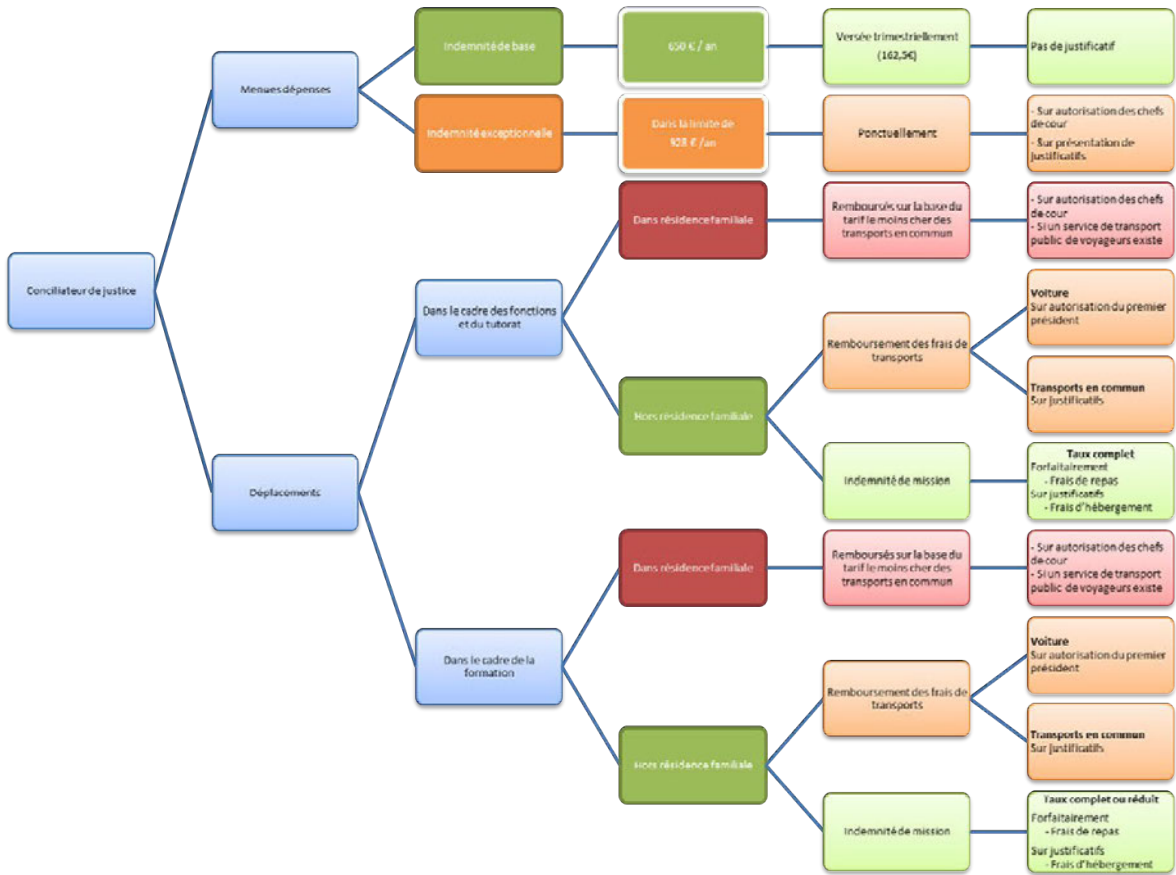 Conciliateur de justice
Menues dépenses
Indemnité de base
650 € / an
Versée trimestriellement
(162,5€)
Pas de justificatif
Indemnité exceptionnelle
Dans la limite de
928 € /an
Ponctuellement
- Sur autorisation des chefs
de cour
- Sur présentation de
justificatifs
Déplacements
Dans le cadre des fonctions
et du tutorat
Dans résidence familiale
Remboursés sur la base du
tarif le moins cher des
transports en commun
- Sur autorisation des chefs
de cour
- Si un service de transport
public de voyageurs existe
Hors résidence familiale
Remboursement des frais de
transports
Voiture
Sur autorisation du premier
président
Transports en commun
Sur justificatifs
Indemnité de mission
Taux complet
Forfaitairement
- Frais de repas
Sur justificatifs
- Frais d'hébergement
Dans le cadre de la
formation
Dans résidence familiale
Remboursés sur la base du
tarif le moins cher des
transports en commun
- Sur autorisation des chefs
de cour
- Si un service de transport
public de voyageurs existe
Hors résidence familiale
Remboursement des frais de
transports
Voiture
Sur autorisation du premier
président
Transports en commun
Sur justificatifs
Indemnité de mission
Taux complet ou réduit
Forfaitairement
- Frais de repas
Sur justificatifs
- Frais d'hébergement